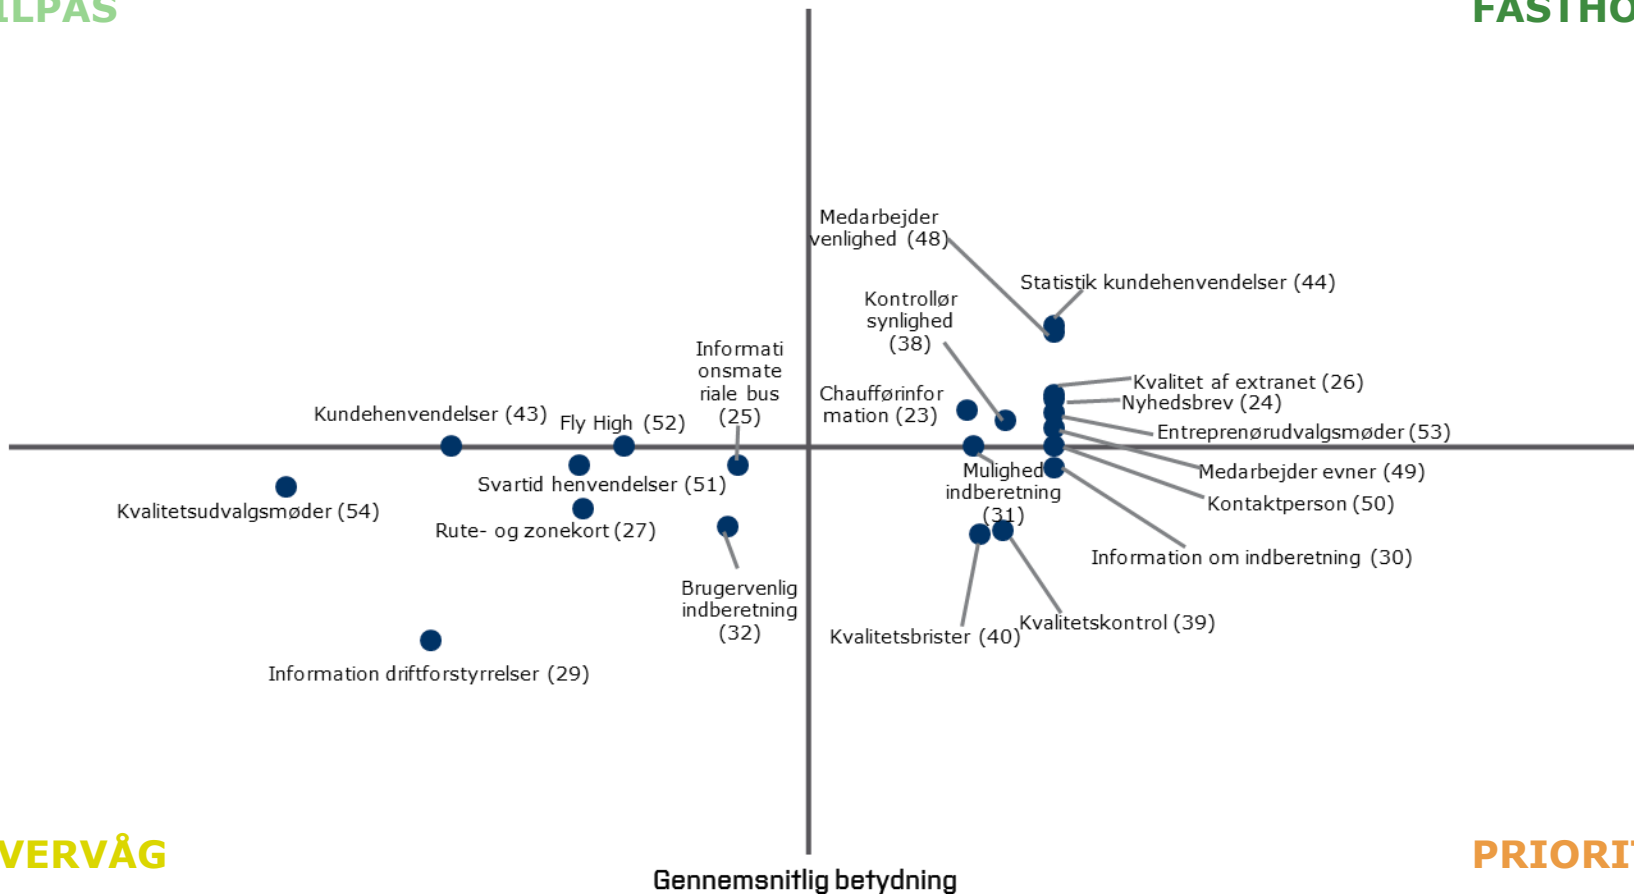 ILPAS
FASTHO
Medarbejder
venlighed (48)
Statistik kundehenvendelser (44)
Kontrollør
synlighed
(38)
Informati
onsmate
riale bus
(25)
Kvalitet af extranet (26)
Chaufførinfor
mation (23)
Nyhedsbrev (24)
Kundehenvendelser (43)
Fly High (52)
Entreprenørudvalgsmøder (53)
Medarbejder evner (49)
Mulighed
indberetning
(31)
Svartid henvendelser (51)
Kontaktperson (50)
Kvalitetsudvalgsmøder (54)
Rute- og zonekort (27)
Information om indberetning (30)
Brugervenlig
indberetning
(32)
Kvalitetskontrol (39)
Kvalitetsbrister (40)
Information driftforstyrrelser (29)
VERVÅG
PRIORIT
Gennemsnitlig betydning